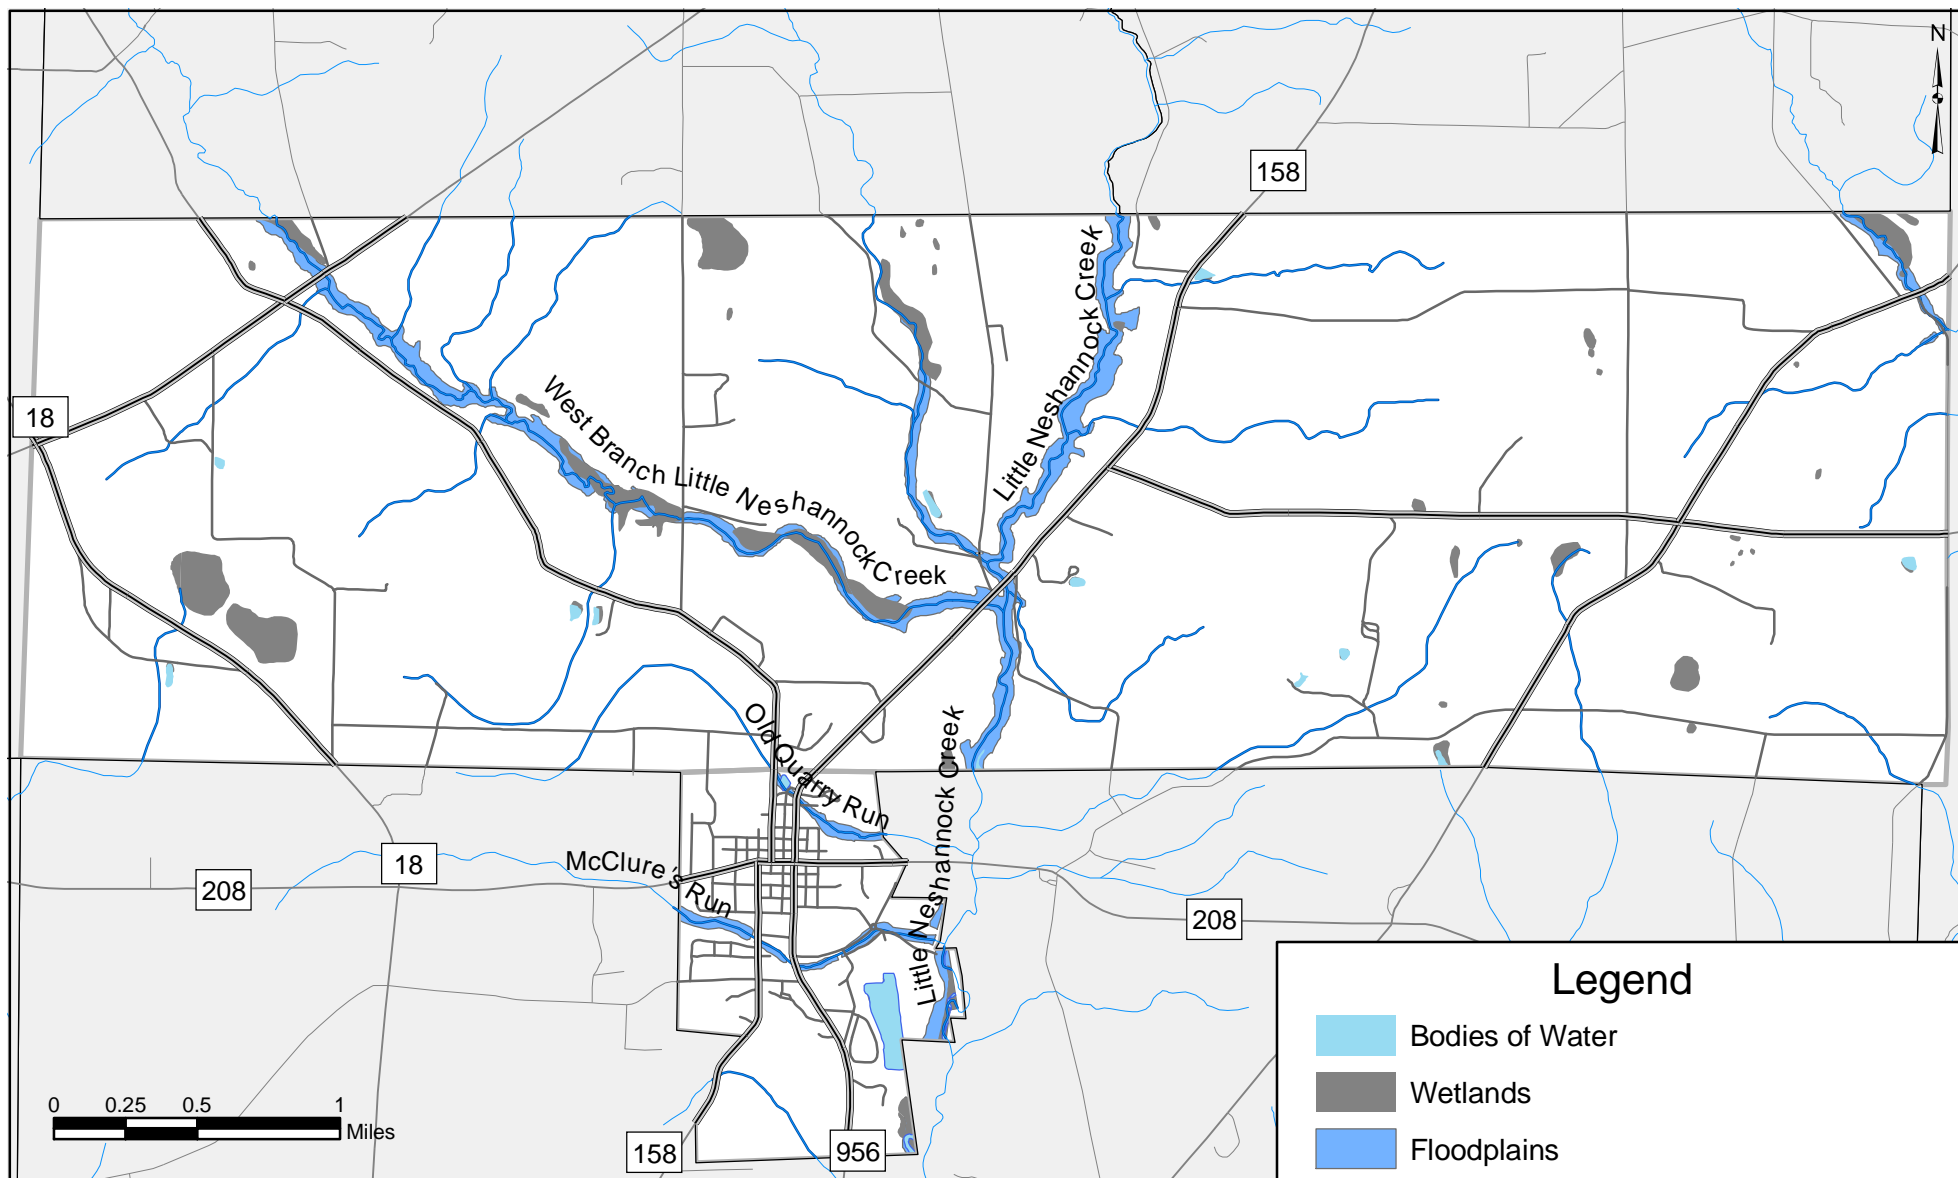 N
158
Little Neshannock Creek
18
West Branch Little Neshannock Creek
Old Quarry Run
Little Neshannock Creek
McClure's Run
18
208
208
0 0.25 0.5 1
Miles
158
956
Legend
Bodies of Water
Wetlands
Floodplains